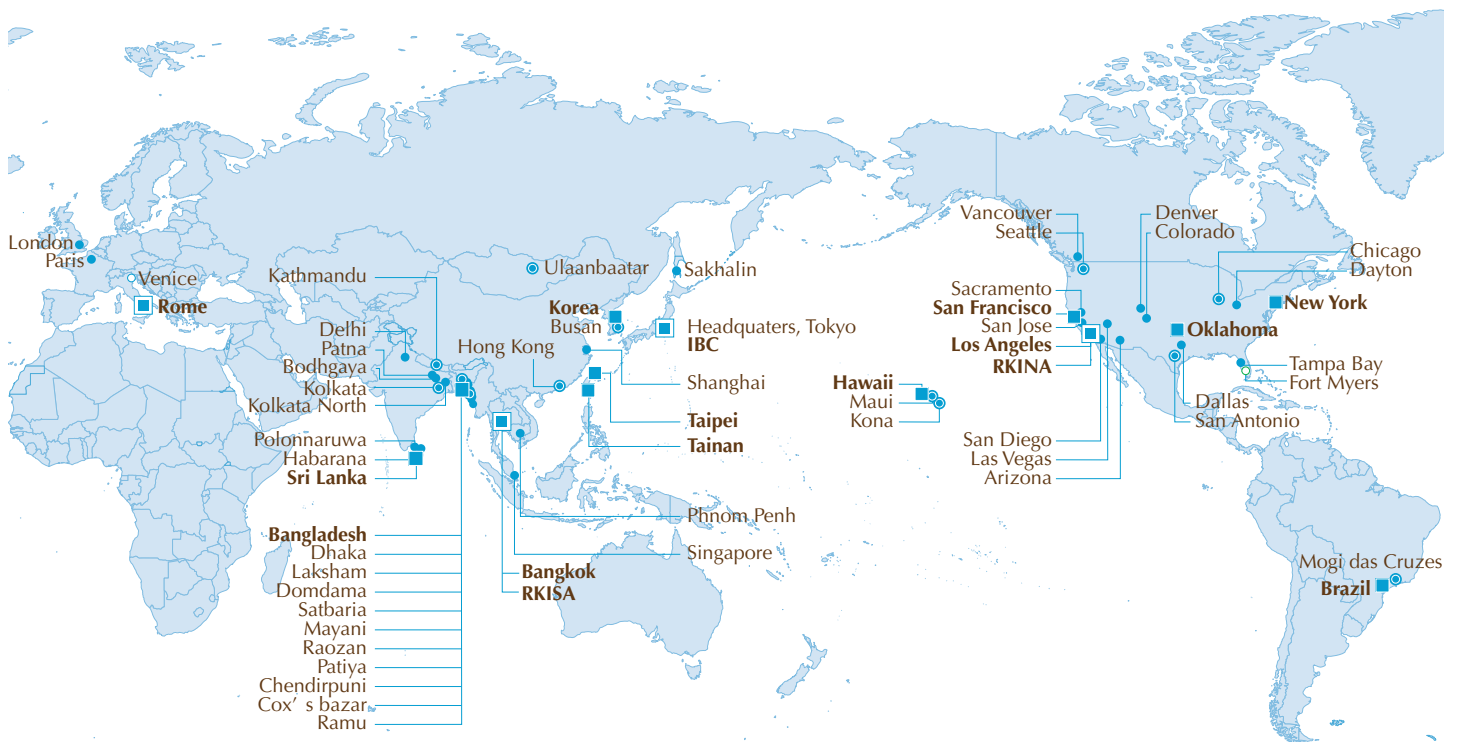 London
Paris
Venice
Rome
Kathmandu
Delhi
Patna
Bodhgaya
Kolkata
Kolkata North
Polonnaruwa
Habarana
Sri Lanka
Bangladesh
Dhaka
Laksham
Domdama
Satbaria
Mayani
Raozan
Patiya
Chendirpuni
Cox’ s bazar
Ramu
Ulaanbaatar
Sakhalin
Korea
Busan
Headquaters, Tokyo
IBC
Hong Kong
Shanghai
Taipei
Tainan
Phnom Penh
Singapore
Bangkok
RKISA
Hawaii
Maui
Kona
Vancouver
Seattle
Sacramento
San Francisco
San Jose
Los Angeles
RKINA
San Diego
Las Vegas
Arizona
Denver
Colorado
Chicago
Dayton
New York
Oklahoma
Tampa Bay
Fort Myers
Dallas
San Antonio
Mogi das Cruzes
Brazil